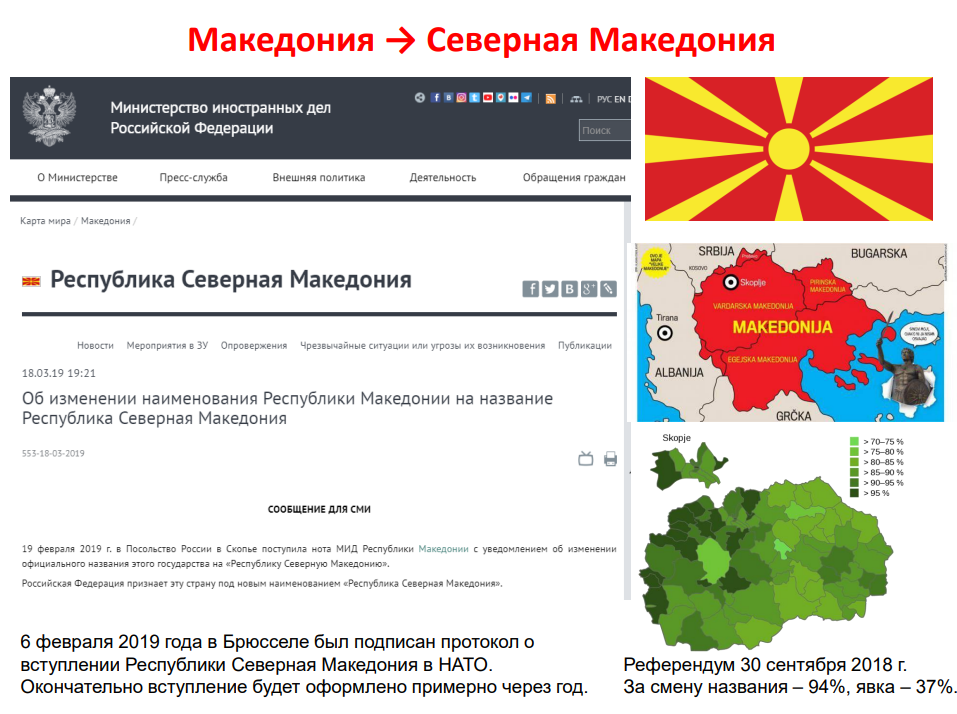 Македония → Северная Македония
Министерство иностранных дел
Российской Федерации
РУС EN D
Поиск
О Министерстве Пресс-служба Внешняя политика Деятельность Обращения граждан
Карта мира / Македония /
Республика Северная Македония
Новости Мероприятия в ЗУ Опровержения Чрезвычайные ситуации или угрозы их возникновения Публикации
18.03.19 19:21
Об изменении наименования Республики Македонии на название
Республика Северная Македония
553-18-03-2019
СООБЩЕНИЕ ДЛЯ СМИ
19 февраля 2019 г. в Посольство России в Скопье поступила нота МИД Республики Македонии с уведомлением об изменении
официального названия этого государства на «Республику Северную Македонию».
Российская Федерация признает эту страну под новым наименованием «Республика Северная Македония».
6 февраля 2019 года в Брюсселе был подписан протокол о
вступлении Республики Северная Македония в НАТО.
Окончательно вступление будет оформлено примерно через год.
SRBIJA
BUGARSKA
KOSOVO
Skoplje
PIRINSKA
MAKEDONIJA
VARDARSKA MAKEDONIJA
Tirana
MAKEDONIJA
EGEJSKA MAKEDONIJA
ALBANIJA
GRČKA
Skopje
> 70–75 %
> 75–80 %
> 80–85 %
> 85–90 %
> 90–95 %
> 95 %
Референдум 30 сентября 2018 г.
За смену названия – 94%, явка – 37%.